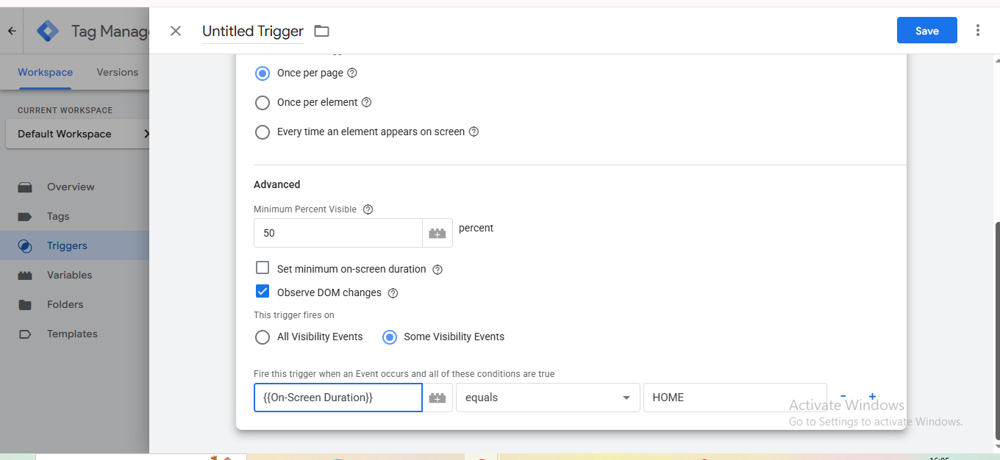 Tag Manag
Untitled Trigger
Save
Workspace
Versions
CURRENT WORKSPACE
Default Workspace
Overview
Tags
Triggers
Variables
Folders
Templates
Once per page
Once per element
Every time an element appears on screen
Advanced
Minimum Percent Visible
50
percent
Set minimum on-screen duration
Observe DOM changes
This trigger fires on
All Visibility Events
Some Visibility Events
Fire this trigger when an Event occurs and all of these conditions are true
{{On-Screen Duration}}
equals
HOME
- +
Activate Windows
Go to Settings to activate Windows.